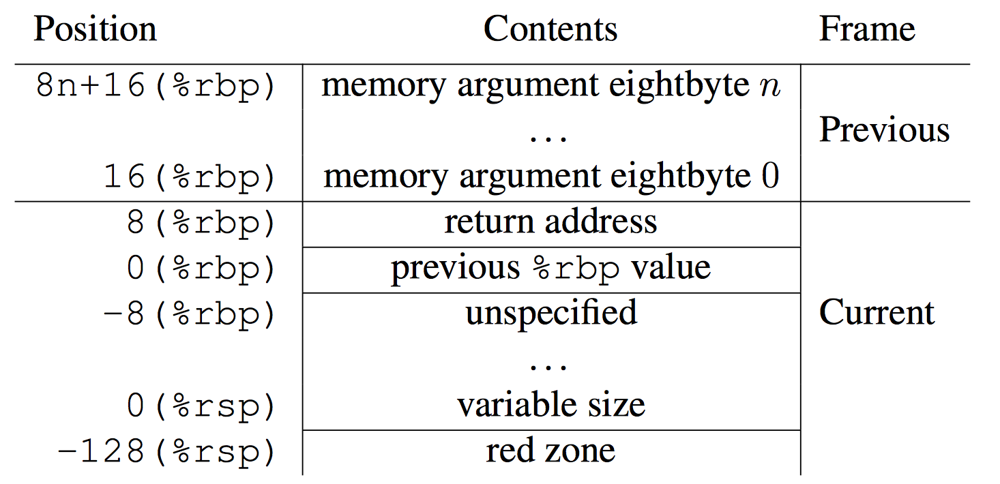 Position Contents Frame
8n+16(%rbp) memory argument eightbyte n
... Previous
16(%rbp) memory argument eightbyte 0
8(%rbp) return address
0(%rbp) previous %rbp value
-8(%rbp) unspecified Current
...
0(%rsp) variable size
-128(%rsp) red zone